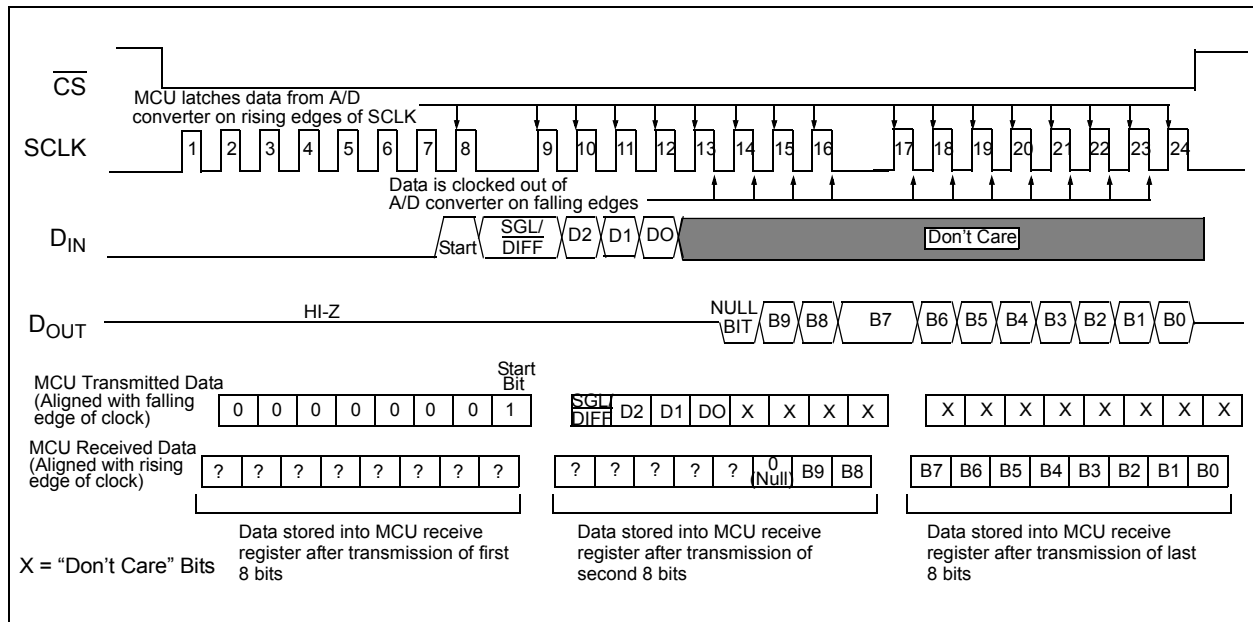 CS
MCU latches data from A/D
converter on rising edges of SCLK
SCLK
1 2 3 4 5 6 7 8 9 10 11 12 13 14 15 16 17 18 19 20 21 22 23 24
Data is clocked out of
A/D converter on falling edges
DIN
Start SGL/ DIFF D2 D1 DO Don't Care
HI-Z
DOUT
NULL BIT B9 B8 B7 B6 B5 B4 B3 B2 B1 B0
Start
Bit
MCU Transmitted Data
(Aligned with falling
edge of clock)
0 0 0 0 0 0 0 1 SGL/ DIFF D2 D1 DO X X X X X X X X X X X X
MCU Received Data
(Aligned with rising
edge of clock)
? ? ? ? ? ? ? ? ? ? ? ? ? 0 (Null) B9 B8 B7 B6 B5 B4 B3 B2 B1 B0
Data stored into MCU receive
register after transmission of first
8 bits
Data stored into MCU receive
register after transmission of
second 8 bits
Data stored into MCU receive
register after transmission of last
8 bits
X = “Don't Care” Bits